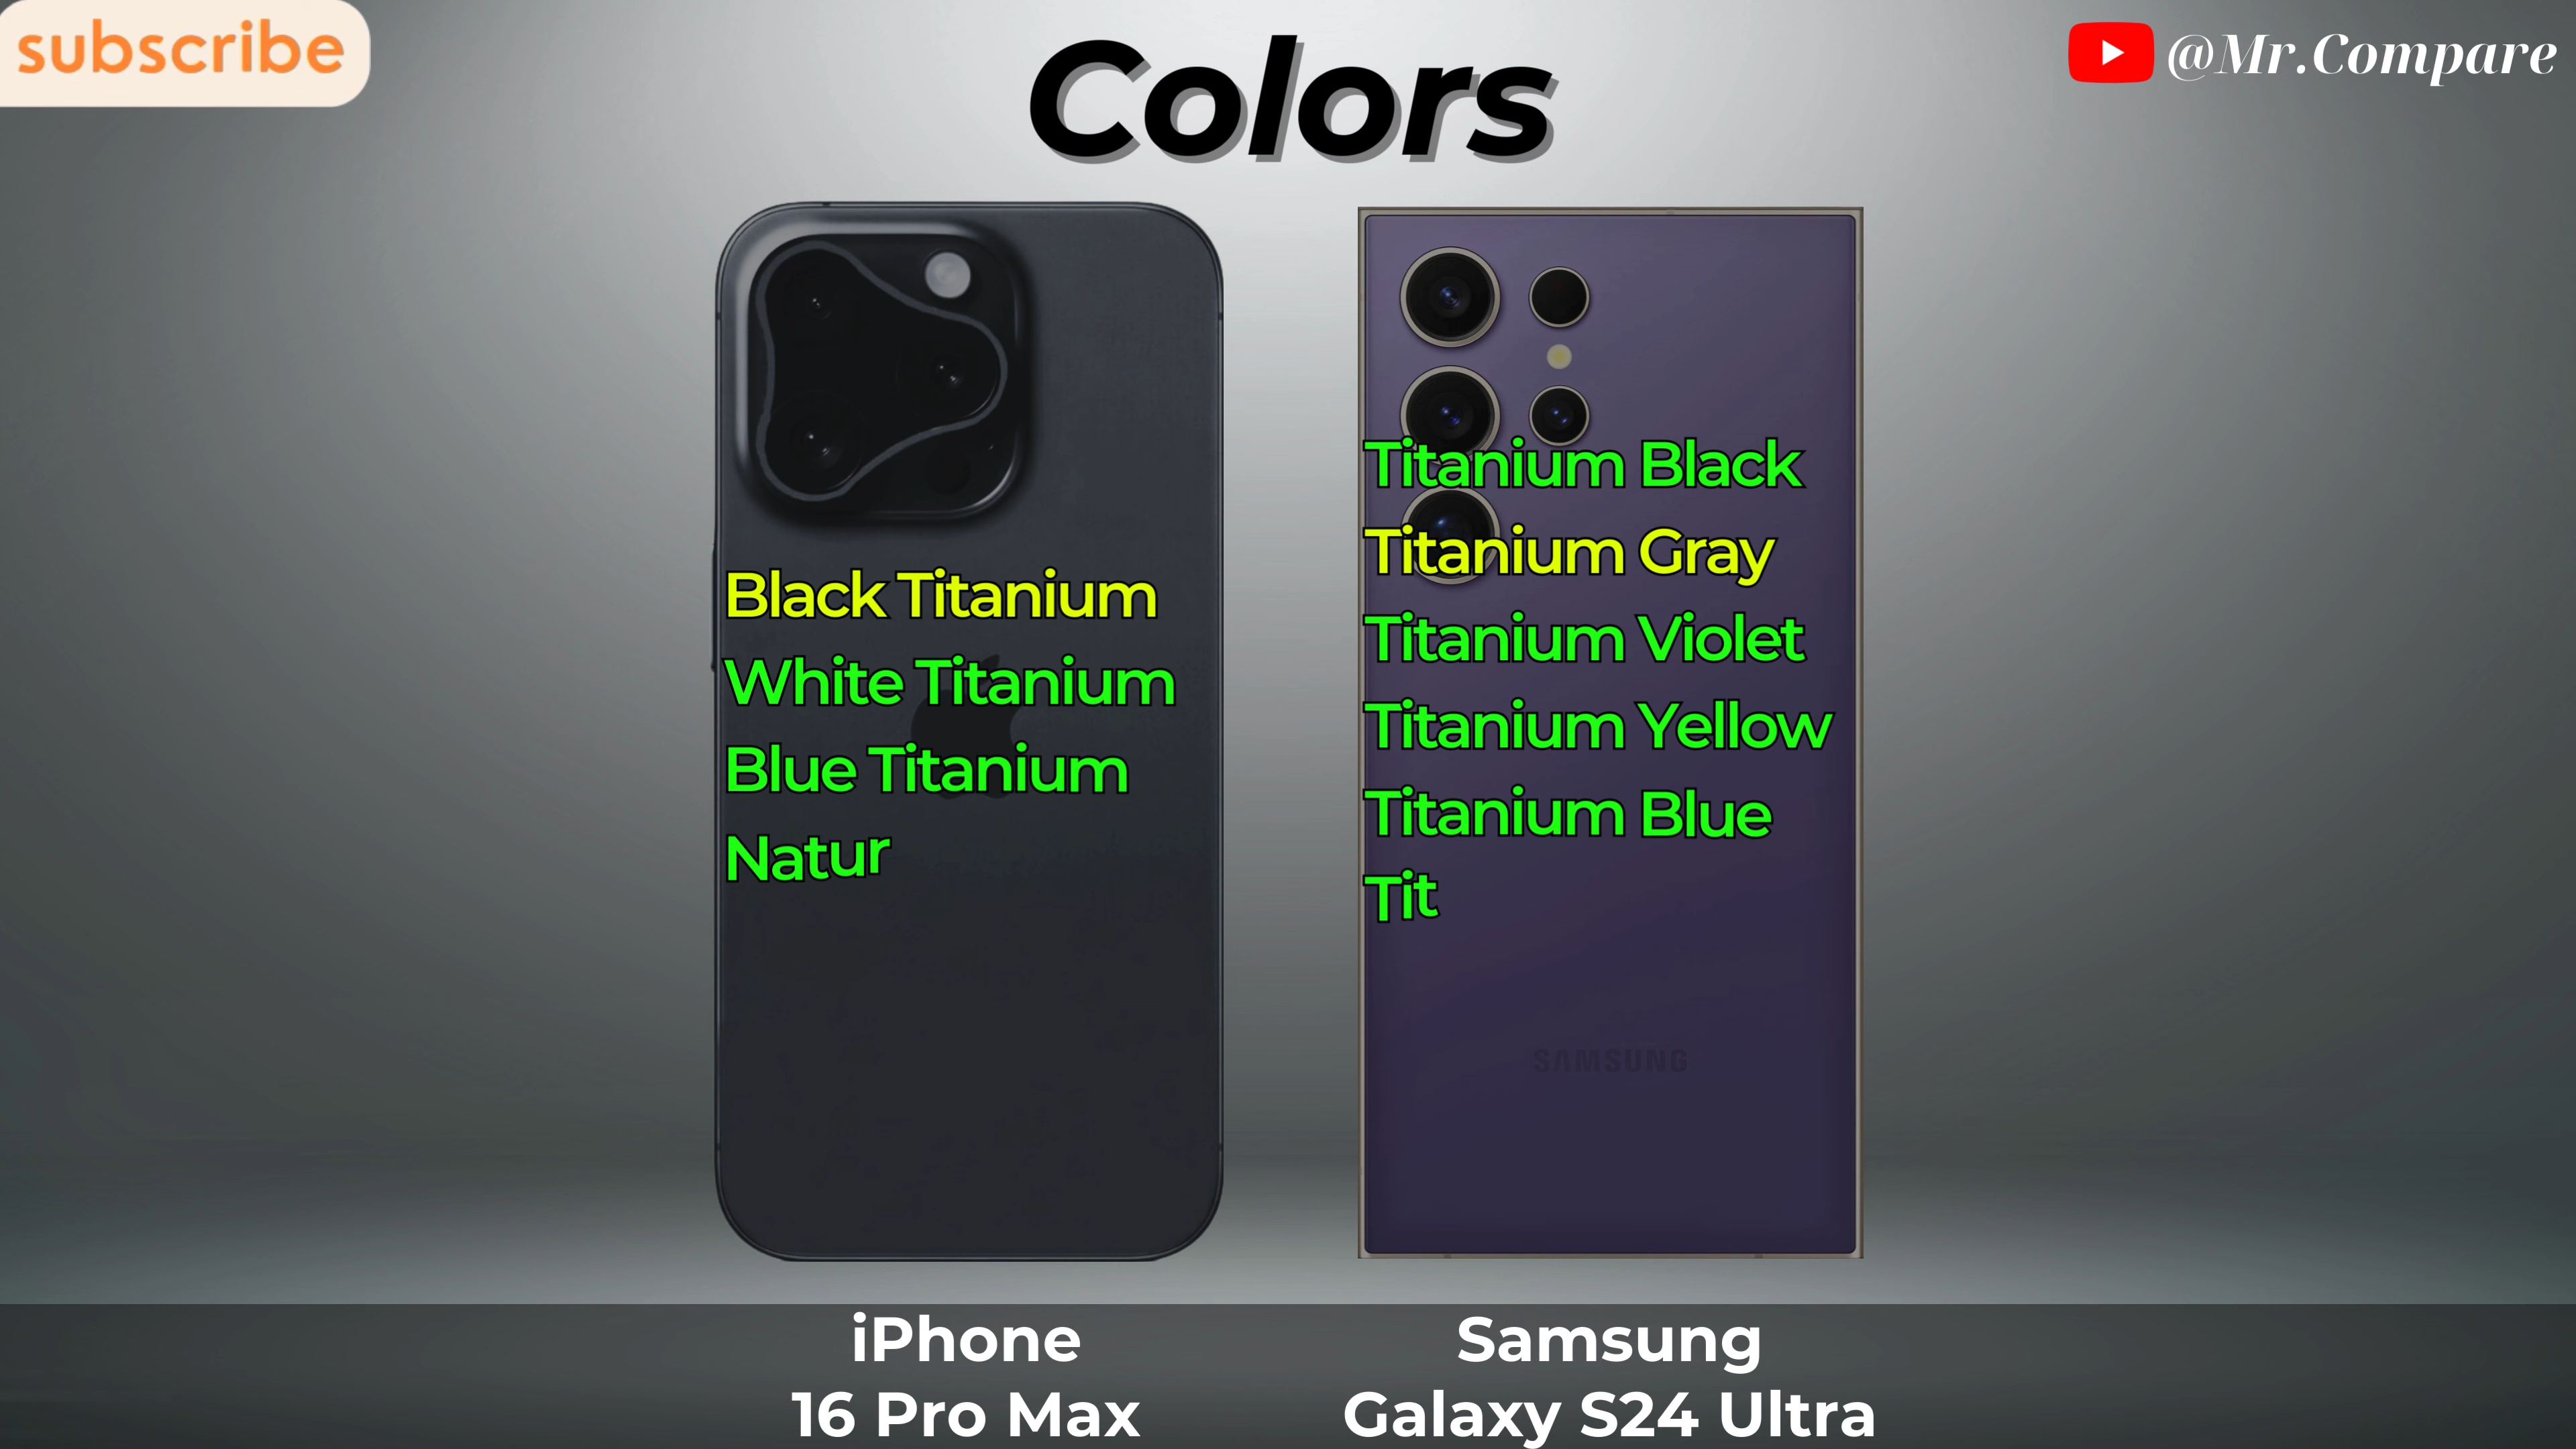 subscribe
@Mr.Compare
Colors
Black Titanium
White Titanium
Blue Titanium
Natur
Titanium Black
Titanium Gray
Titanium Violet
Titanium Yellow
Titanium Blue
Tit
SAMSUNG
iPhone
16 Pro Max
Samsung
Galaxy S24 Ultra